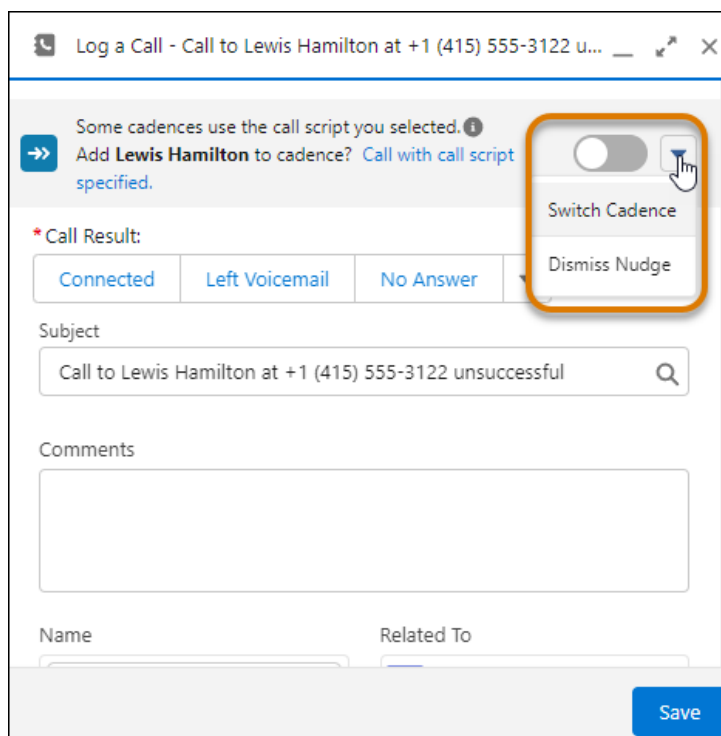 Log a Call - Call to Lewis Hamilton at +1 (415) 555-3122 u...
Some cadences use the call script you selected.
Add Lewis Hamilton to cadence? Call with call script
specified.
Switch Cadence
Dismiss Nudge
*Call Result:
Connected
Left Voicemail
No Answer
Subject
Call to Lewis Hamilton at +1 (415) 555-3122 unsuccessful
Comments
Name
Related To
Save